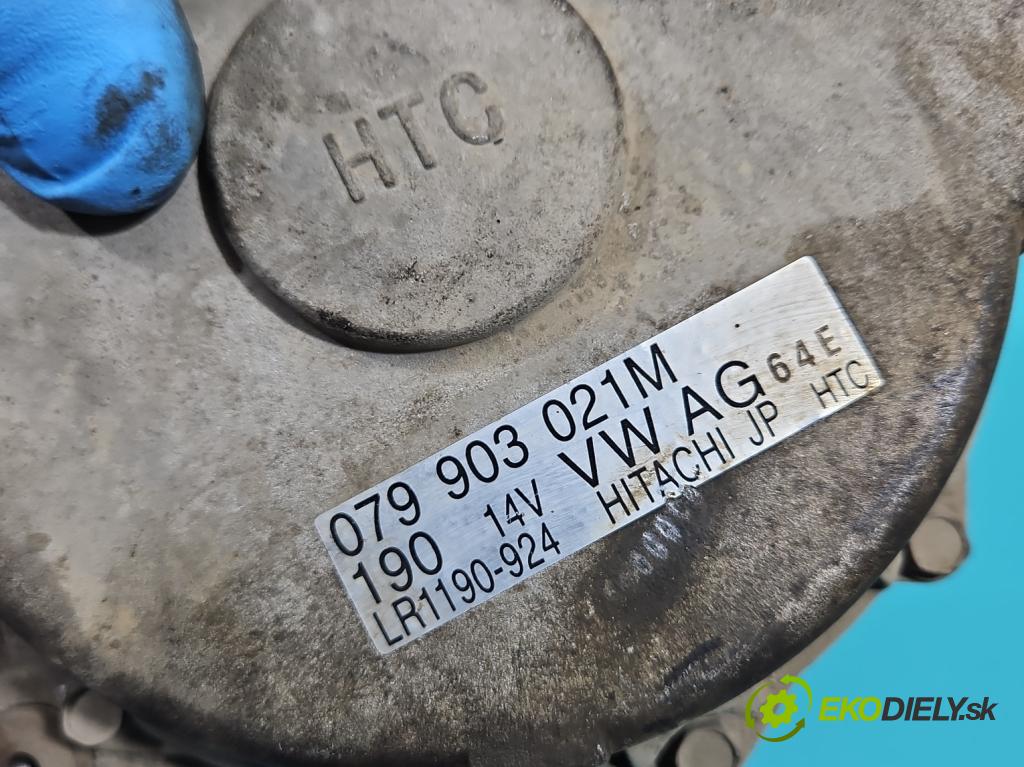 HTC
079 903 021M
190 14V VW AG 64E
LR1190-924 HITACHI JP HTC
EKODIELY.sk